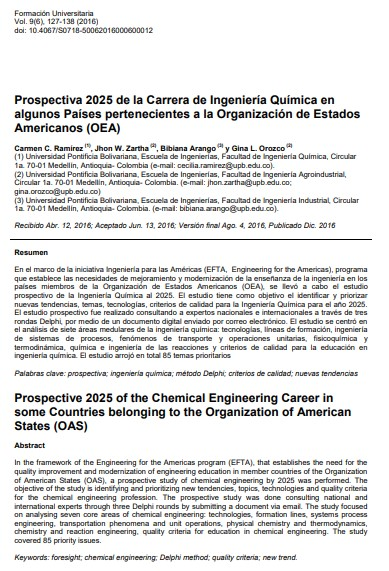 Formación Universitaria
Vol. 9(6), 127-138 (2016)
doi: 10.4067/S0718-50062016000600012
Prospectiva 2025 de la Carrera de Ingeniería Química en
algunos Países pertenecientes a la Organización de Estados
Americanos (OEA)
Carmen C. Ramírez (1), Jhon W. Zartha (2), Bibiana Arango (3) y Gina L. Orozco (2)
(1) Universidad Pontificia Bolivariana, Escuela de Ingenierías, Facultad de Ingeniería Química, Circular
1a. 70-01 Medellín, Antioquia- Colombia (e-mail: cecilia.ramirez@upb.edu.co).
(2) Universidad Pontificia Bolivariana, Escuela de Ingenierías, Facultad de Ingeniería Agroindustrial,
Circular 1a. 70-01 Medellín, Antioquia- Colombia. (e-mail: jhon.zartha@upb.edu.co;
gina.orozco@upb.edu.co)
(3) Universidad Pontificia Bolivariana, Escuela de Ingenierías, Facultad de Ingeniería Industrial, Circular
1a. 70-01 Medellín, Antioquia- Colombia. (e-mail: bibiana.arango@upb.edu.co).
Recibido Abr. 12, 2016; Aceptado Jun. 13, 2016; Versión final Ago. 4, 2016, Publicado Dic. 2016
Resumen
En el marco de la iniciativa Ingeniería para las Américas (EFTA, Engineering for the Americas), programa
que establece las necesidades de mejoramiento y modernización de la enseñanza de la ingeniería en los
países miembros de la Organización de Estados Americanos (OEA), se llevó a cabo el estudio
prospectivo de la Ingeniería Química al 2025. El estudio tiene como objetivo el identificar y priorizar
nuevas tendencias, temas, tecnologías, criterios de calidad para la Ingeniería Química para el año 2025.
El estudio prospectivo fue realizado consultando a expertos nacionales e internacionales a través de tres
rondas Delphi, por medio de un documento digital enviado por correo electrónico. El estudio se centró en
el análisis de siete áreas medulares de la ingeniería química: tecnologías, líneas de formación, ingeniería
de sistemas de procesos, fenómenos de transporte y operaciones unitarias, fisicoquímica y
termodinámica, química e ingeniería de las reacciones y criterios de calidad para la educación en
ingeniería química. El estudio arrojó en total 85 temas prioritarios
Palabras clave: prospectiva; ingeniería química; método Delphi; criterios de calidad; nuevas tendencias
Prospective 2025 of the Chemical Engineering Career in
some Countries belonging to the Organization of American
States (OAS)
Abstract
In the framework of the Engineering for the Americas program (EFTA), that establishes the need for the
quality improvement and modernization of engineering education in member countries of the Organization
of American States (OAS), a prospective study of chemical engineering by 2025 was performed. The
objective of the study is identifying and prioritizing new tendencies, topics, technologies and quality criteria
for the chemical engineering profession. The prospective study was done consulting national and
international experts through three Delphi rounds by submitting a document via email. The study focused
on analysing seven core areas of chemical engineering: technologies, formation lines, systems process
engineering, transportation phenomena and unit operations, physical chemistry and thermodynamics,
chemistry and reaction engineering, quality criteria for education in chemical engineering. The study
covered 85 priority issues.
Keywords: foresight; chemical engineering; Delphi method; quality criteria; new trend.